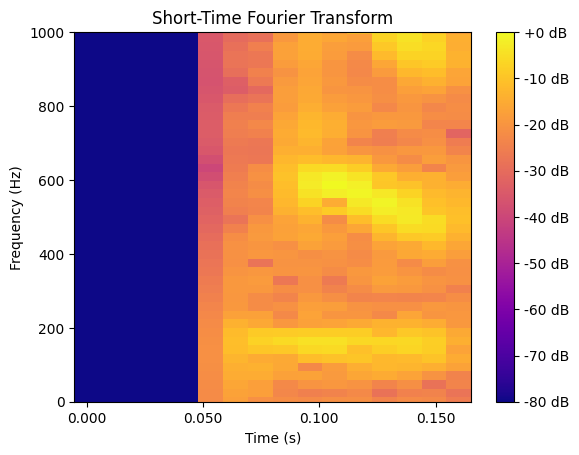 Short-Time Fourier Transform
1000
800
600
400
200
0
Frequency (Hz)
0.000
0.050
0.100
0.150
Time (s)
+0 dB
-10 dB
-20 dB
-30 dB
-40 dB
-50 dB
-60 dB
-70 dB
-80 dB